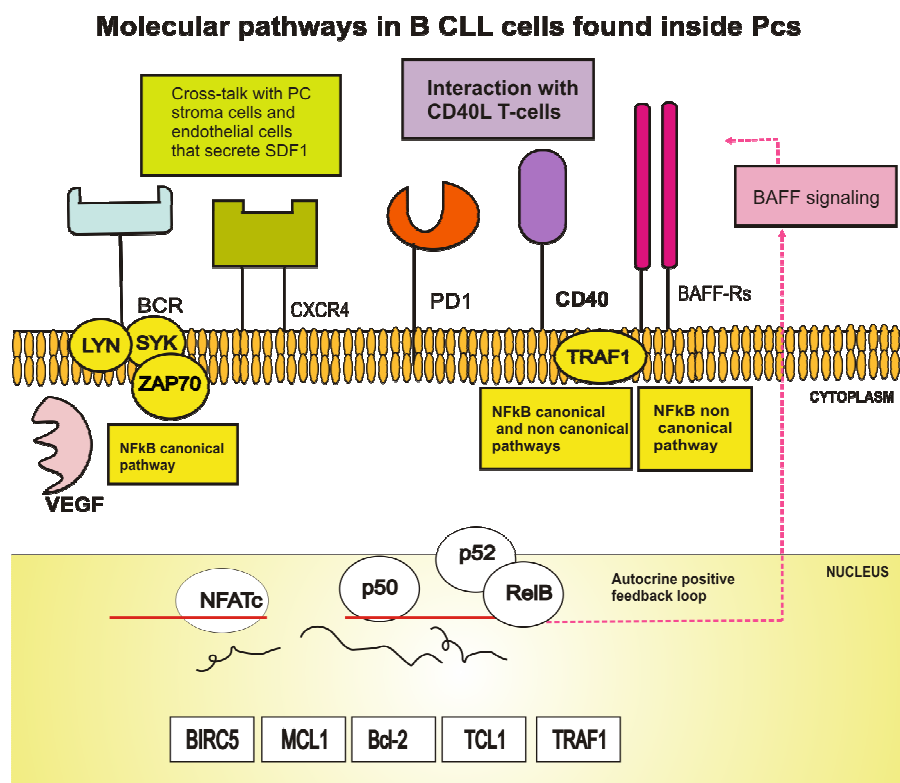 Molecular pathways in B CLL cells found inside Pcs
Cross-talk with PC
stroma cells and
endothelial cells
that secrete SDF1
Interaction with
CD40L T-cells
BAFF signaling
BCR
CXCR4
PD1
CD40
BAFF-Rs
LYN
SYK
ZAP70
TRAF1
CYTOPLASM
NFkB canonical
pathway
NFkB canonical
and non canonical
pathways
NFkB non
canonical
pathway
VEGF
NUCLEUS
NFATc
p50
p52
RelB
Autocrine positive
feedback loop
BIRC5
MCL1
Bcl-2
TCL1
TRAF1